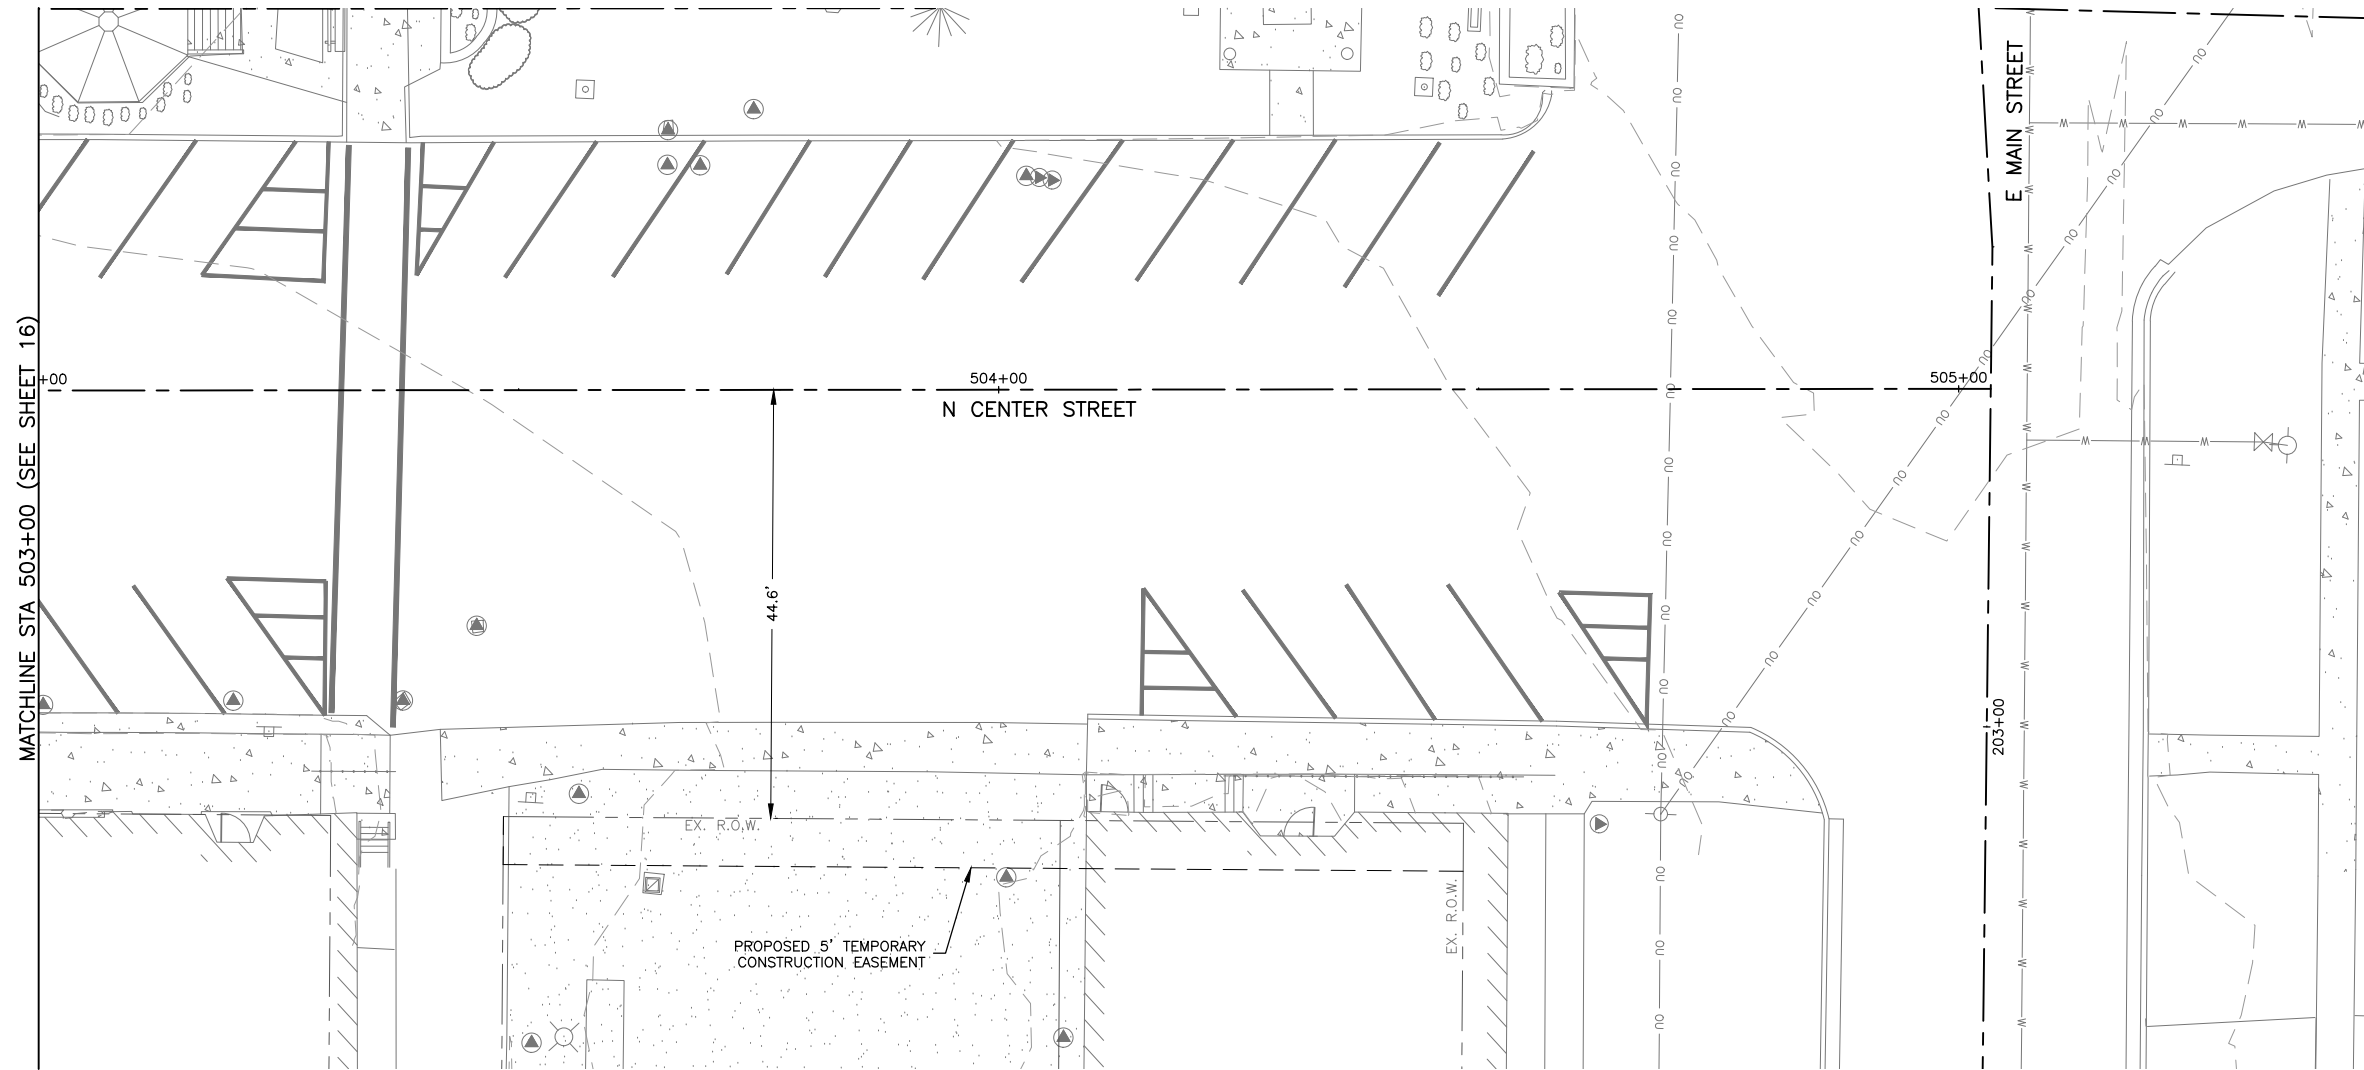 E MAIN STREET
MATCHLINE STA 503+00 (SEE SHEET 16)
+00
504+00
505+00
N CENTER STREET
44.6'
203+00
EX. R.O.W.
EX. R.O.W.
PROPOSED 5' TEMPORARY
CONSTRUCTION EASEMENT